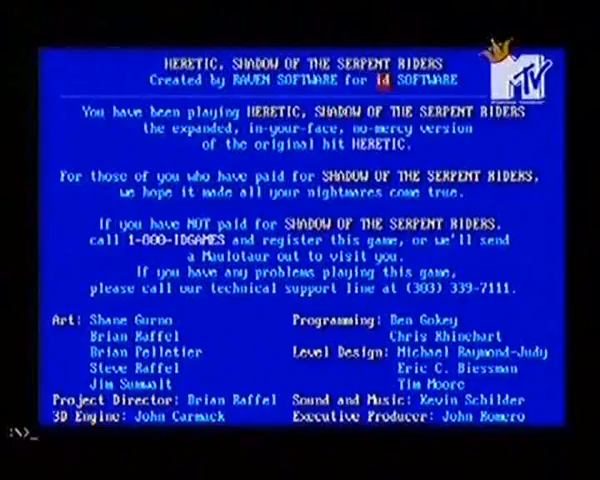 HERETIC, SHADOW OF THE SERPENT RIDERS
Created by RAVEN SOFTWARE for id SOFTWARE
MTV
You have been playing HERETIC, SHADOW OF THE SERPENT RIDERS
the expanded, in-your-face, no-mercy version
of the original hit HERETIC.
For those of you who have paid for SHADOW OF THE SERPENT RIDERS,
we hope it made all your nightmares come true.
If you have NOT paid for SHADOW OF THE SERPENT RIDERS,
call 1-800-IDGAMES and register this game, or we'll send
a Maulotaur out to visit you.
If you have any problems playing this game,
please call our technical support line at (303) 339-7111.
Art: Shane Gurno
Brian Raffel
Brian Pelletier
Steve Raffel
Jim Sumwalt
Project Director: Brian Raffel
3D Engine: John Carmack
Programming: Ben Gokey
Chris Rhinehart
Level Design: Michael Raymond-Judy
Eric C. Biessman
Tim Moore
Sound and Music: Kevin Schilder
Executive Producer: John Romero
:\>_